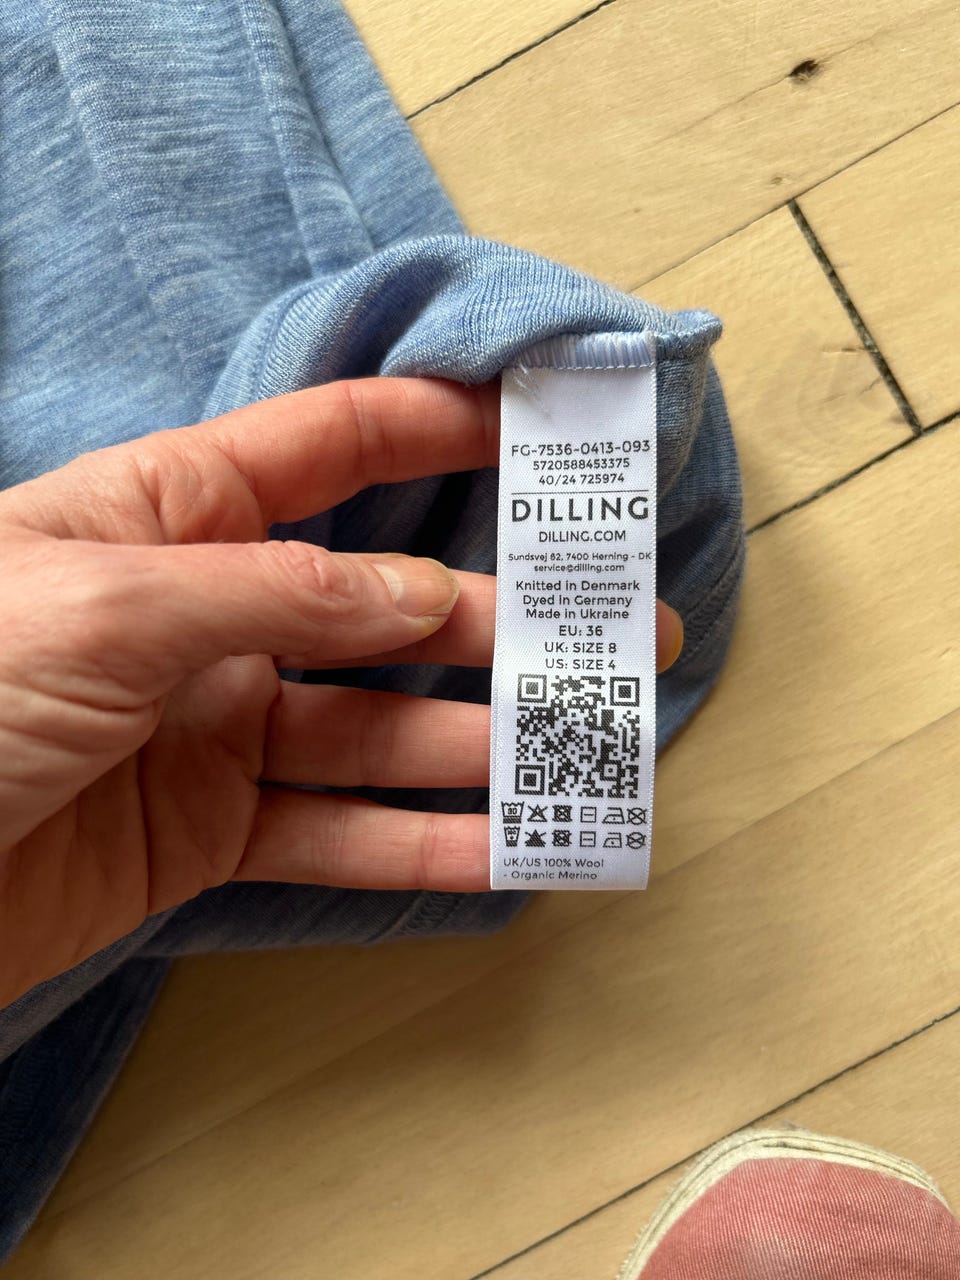 FG-7536-0413-093
5720588453375
40/24 725974
DILLING
DILLING.COM
Sundsvej 62, 7400 Herning - DK
service@dilling.com
Knitted in Denmark
Dyed in Germany
Made in Ukraine
EU: 36
UK: SIZE 8
US: SIZE 4
30
UK/US 100% Wool
- Organic Merino